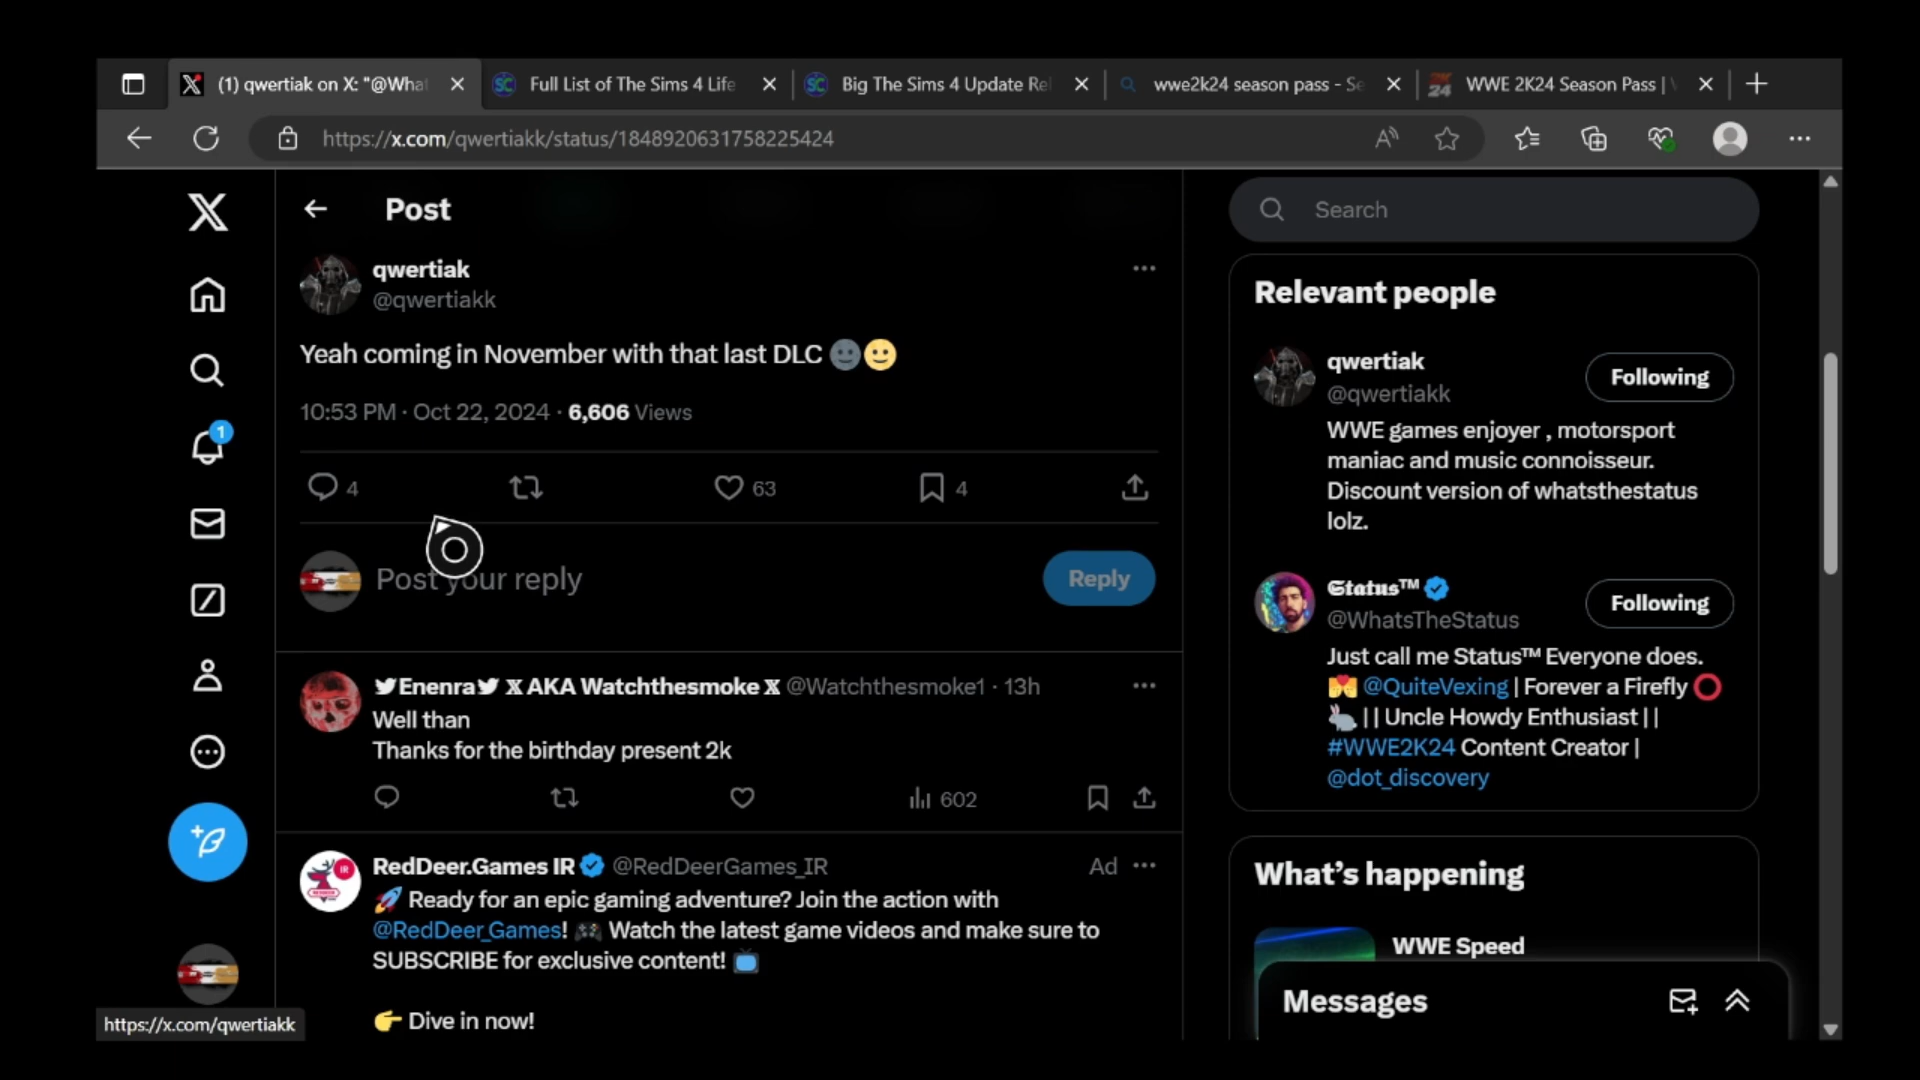 (1) qwertiak on X: "@What
Full List of The Sims 4 Life
Big The Sims 4 Update Rel
wwe2k24 season pass - Se
WWE 2K24 Season Pass |
https://x.com/qwertiakk/status/1848920631758225424
Post
qwertiak
@qwertiakk
Yeah coming in November with that last DLC 🌚🙂
10:53 PM · Oct 22, 2024 · 6,606 Views
4
63
4
Post your reply
Reply
Enenra 𝕏 AKA Watchthesmoke 𝕏 @Watchthesmoke1 · 13h
Well than
Thanks for the birthday present 2k
602
RedDeer.Games IR @RedDeerGames_IR
Ad
🚀 Ready for an epic gaming adventure? Join the action with
@RedDeer_Games! 🎮 Watch the latest game videos and make sure to
SUBSCRIBE for exclusive content! 📺
👉 Dive in now!
Search
Relevant people
qwertiak
@qwertiakk
Following
WWE games enjoyer , motorsport
maniac and music connoisseur.
Discount version of whatsthestatus
lolz.
𝕾𝖙𝖆𝖙𝖚𝖘™
@WhatsTheStatus
Following
Just call me Status™ Everyone does.
@QuiteVexing | Forever a Firefly ⭕
🐇 || Uncle Howdy Enthusiast ||
#WWE2K24 Content Creator |
@dot_discovery
What's happening
WWE Speed
Messages
1
IR
24
https://x.com/qwertiakk